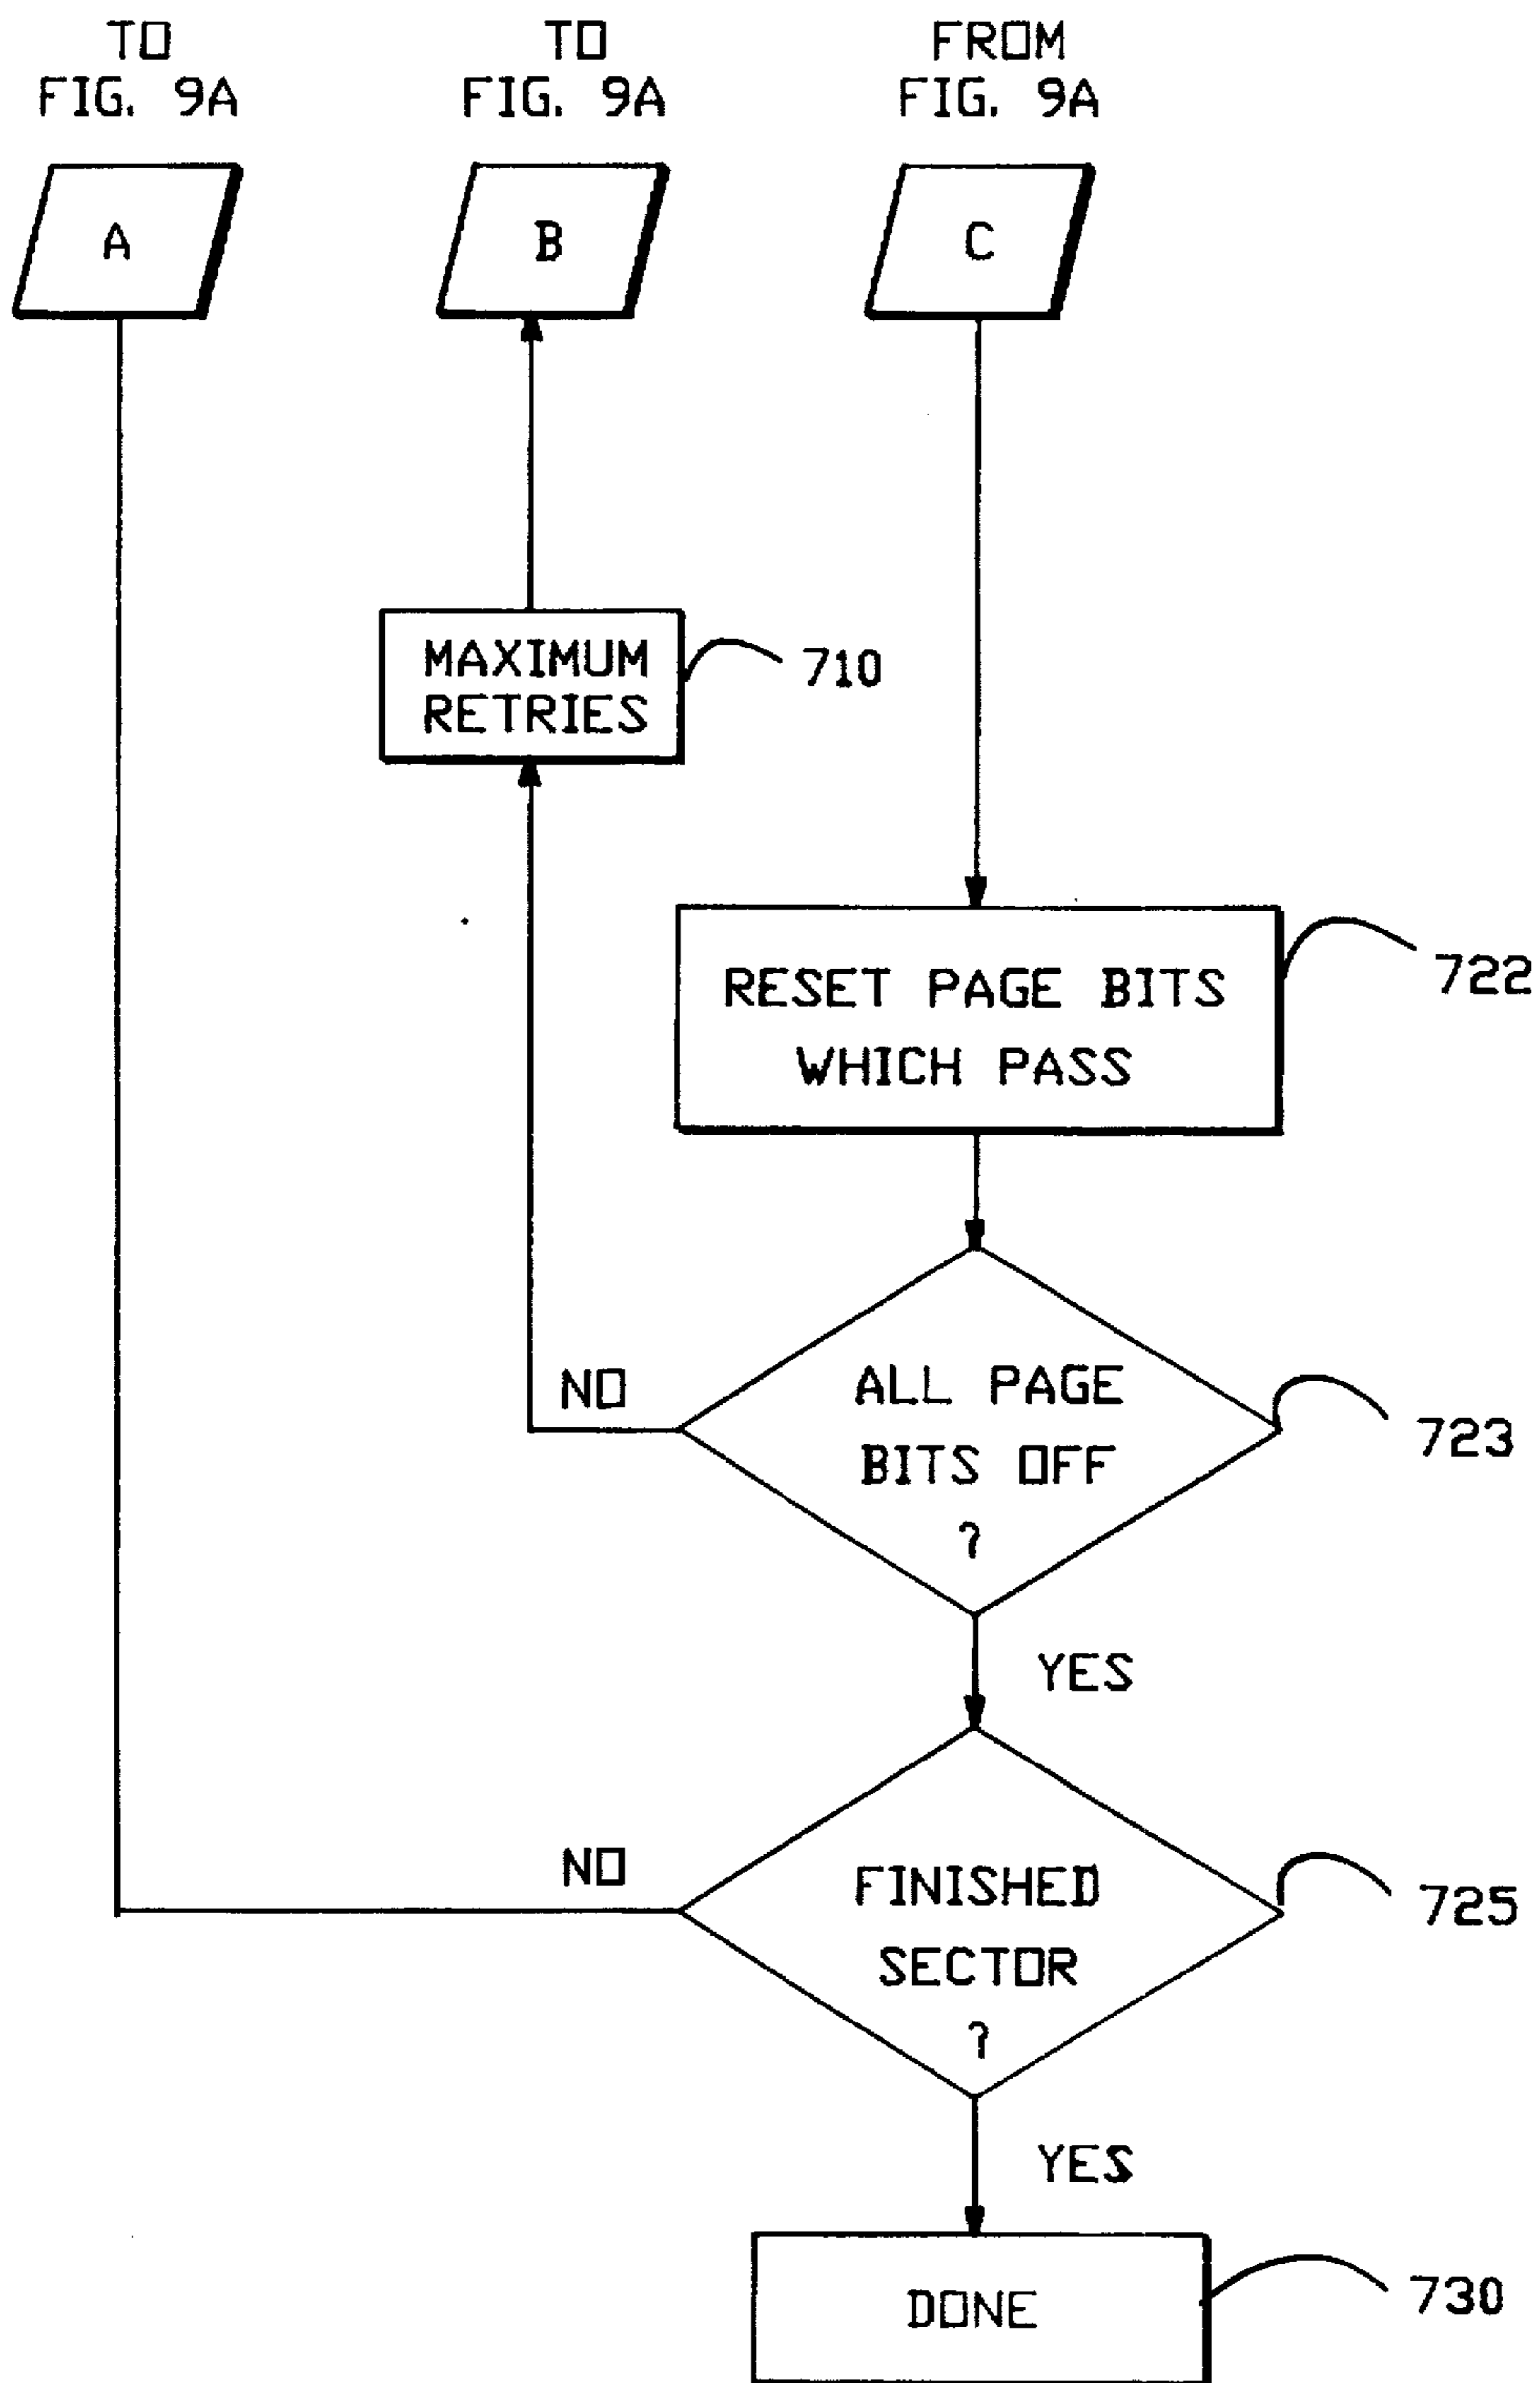 TO
FIG. 9A
TO
FIG. 9A
FROM
FIG. 9A
A
B
C
MAXIMUM
RETRIES
710
RESET PAGE BITS
WHICH PASS
722
NO
ALL PAGE
BITS OFF
?
723
YES
NO
FINISHED
SECTOR
?
725
YES
DONE
730